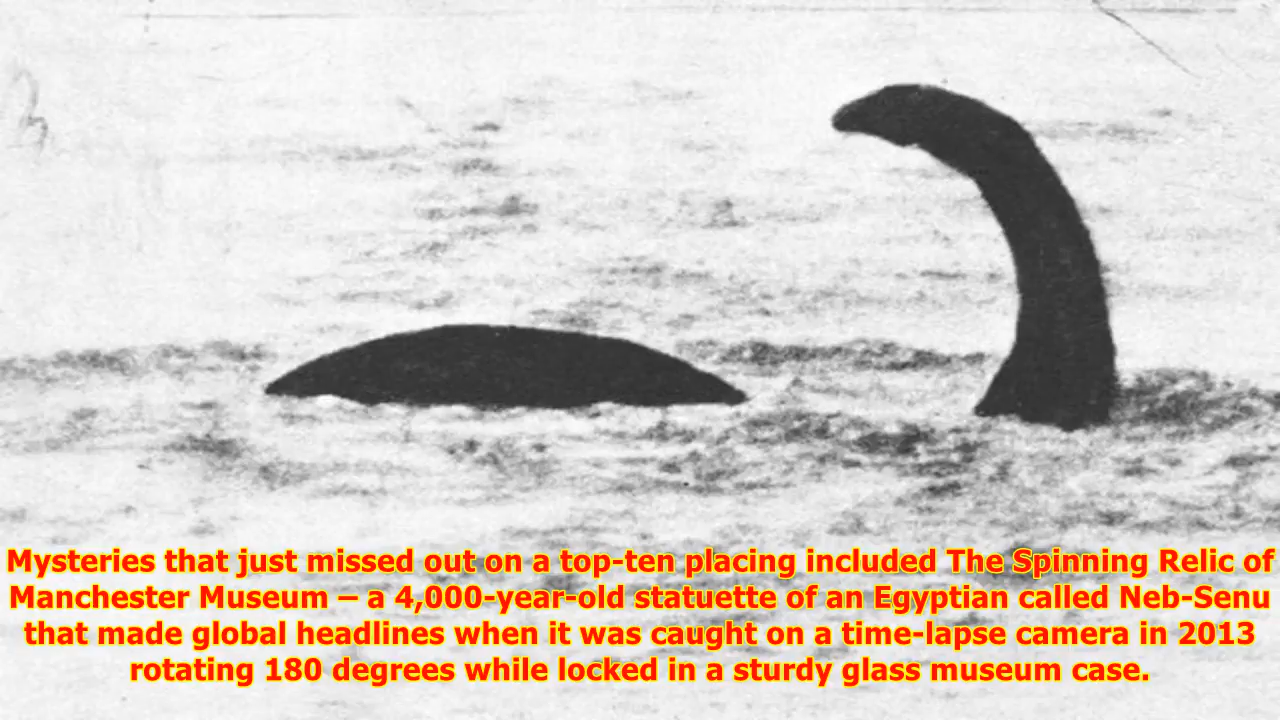 Mysteries that just missed out on a top-ten placing included The Spinning Relic of
Manchester Museum – a 4,000-year-old statuette of an Egyptian called Neb-Senu
that made global headlines when it was caught on a time-lapse camera in 2013
rotating 180 degrees while locked in a sturdy glass museum case.